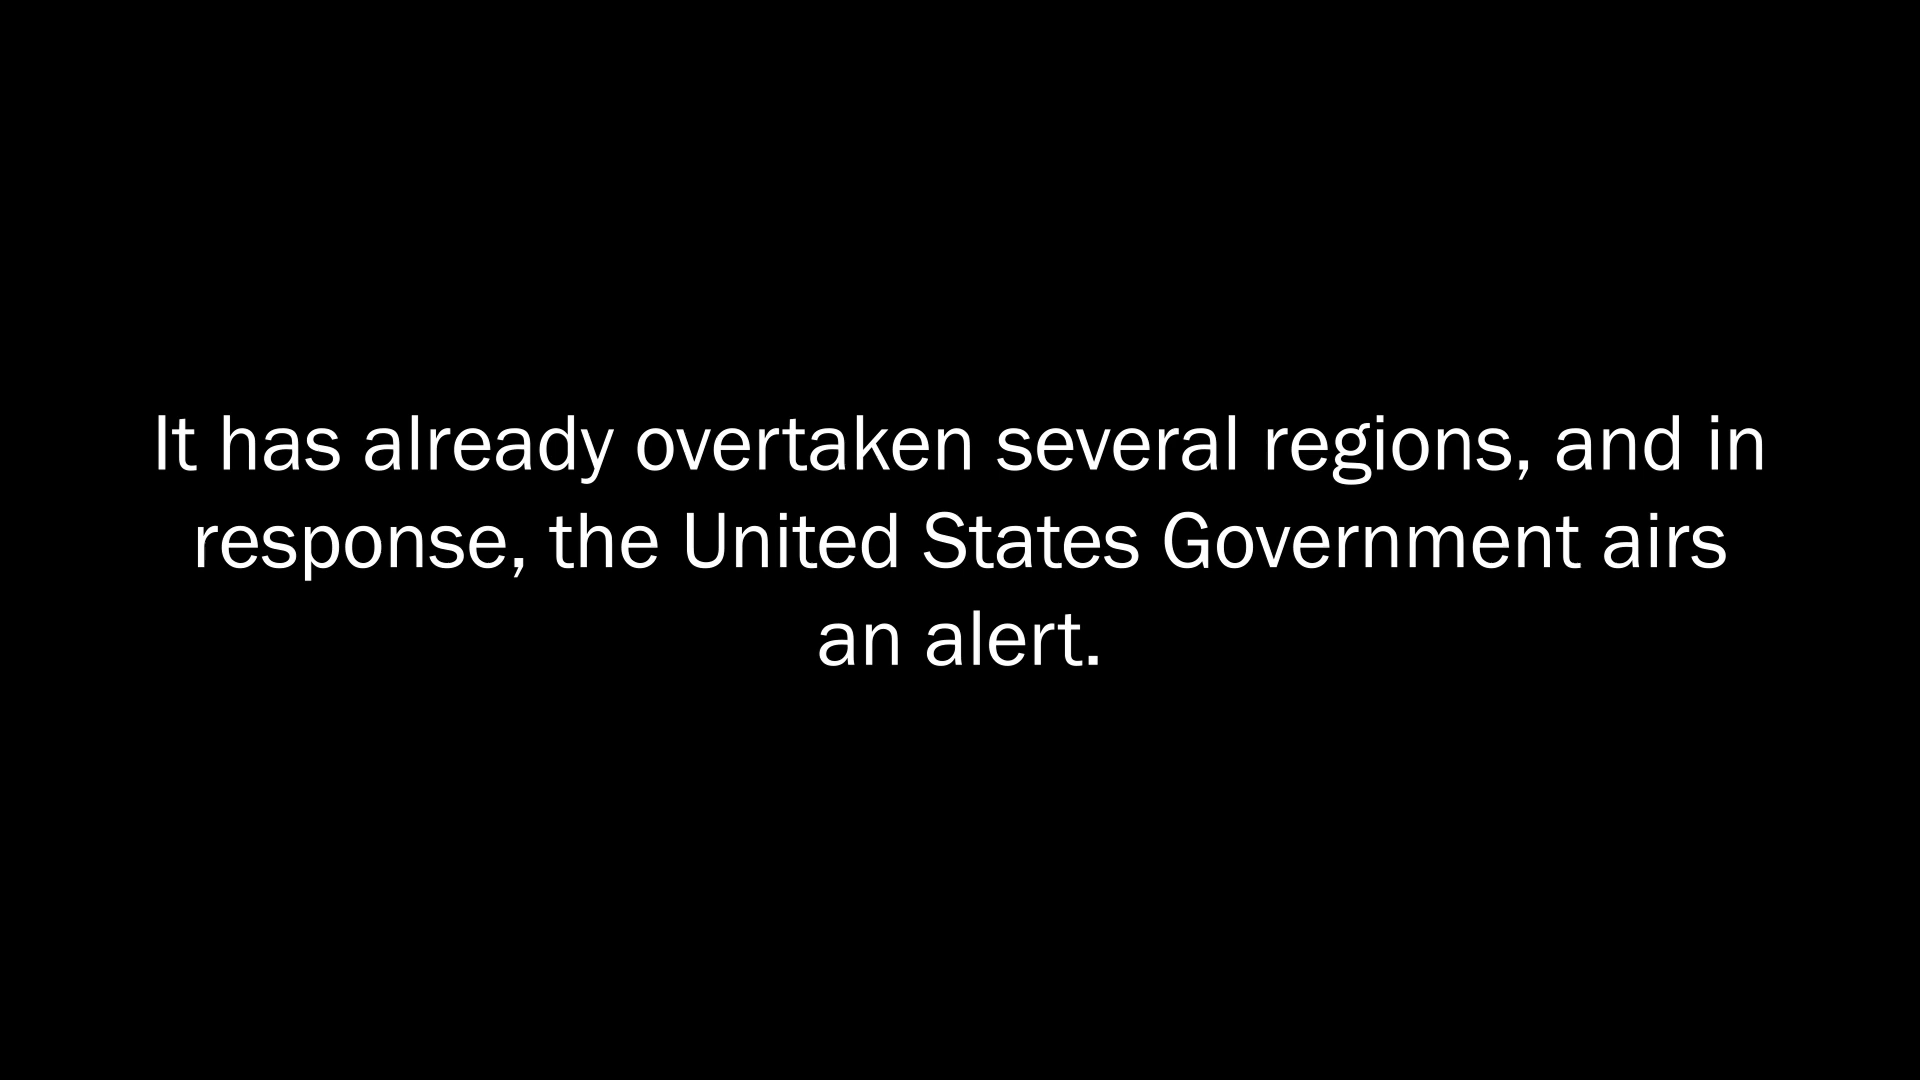 It has already overtaken several regions, and in
response, the United States Government airs
an alert.